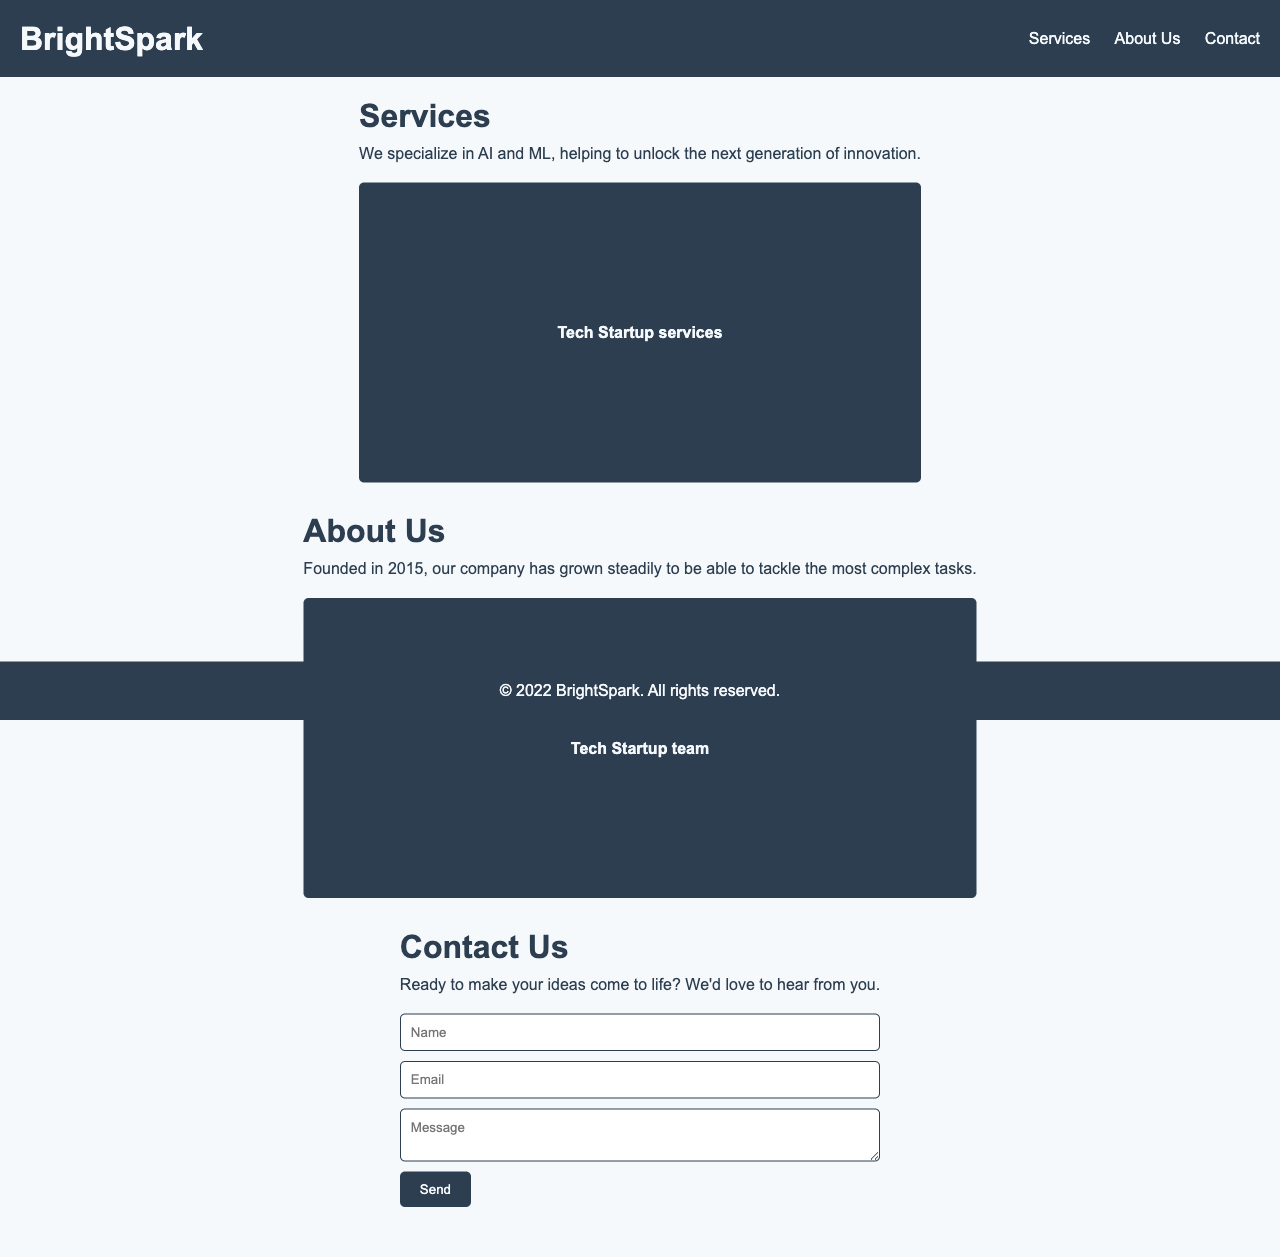 BrightSpark
Services About Us Contact
Services
We specialize in AI and ML, helping to unlock the next generation of innovation.
Tech Startup services
About Us
Founded in 2015, our company has grown steadily to be able to tackle the most complex tasks.
© 2022 BrightSpark. All rights reserved.
Tech Startup team
Contact Us
Ready to make your ideas come to life? We'd love to hear from you.
Name
Email
Message
Send